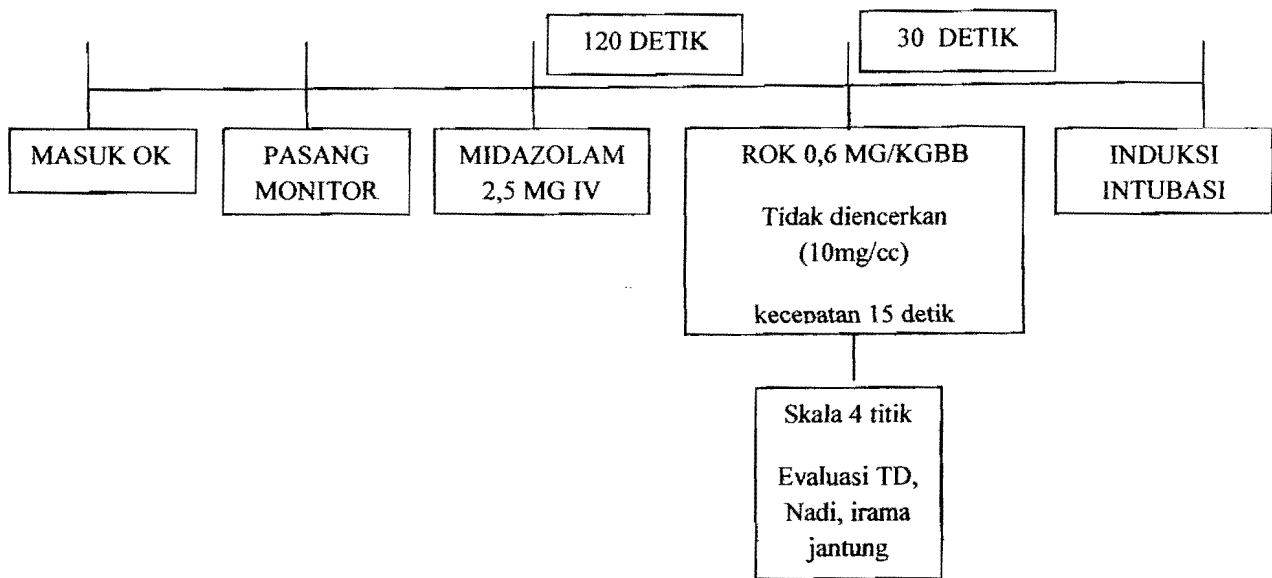 120 DETIK
30 DETIK
MASUK OK
PASANG
MONITOR
MIDAZOLAM
2,5 MG IV
ROK 0,6 MG/KGBB
Tidak diencerkan
(10mg/cc)
kecepatan 15 detik
INDUKSI
INTUBASI
Skala 4 titik
Evaluasi TD,
Nadi, irama
jantung